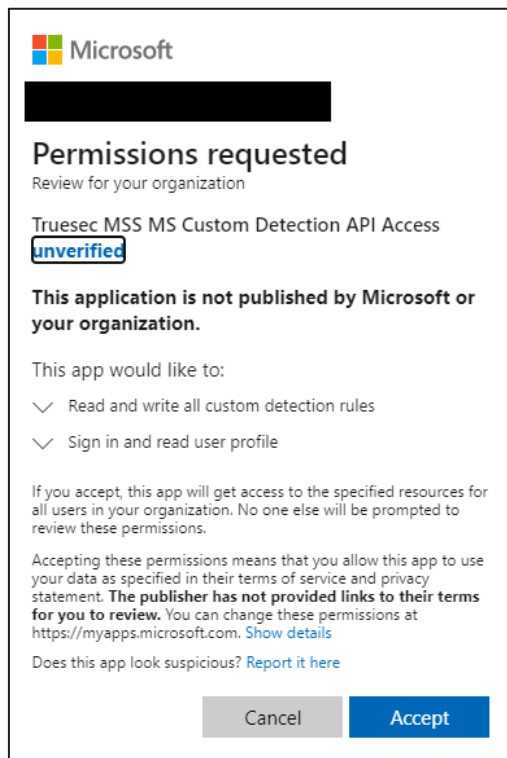 Microsoft
Permissions requested
Review for your organization
Truesec MSS MS Custom Detection API Access
unverified
This application is not published by Microsoft or
your organization.
This app would like to:
Read and write all custom detection rules
Sign in and read user profile
If you accept, this app will get access to the specified resources for
all users in your organization. No one else will be prompted to
review these permissions.
Accepting these permissions means that you allow this app to use
your data as specified in their terms of service and privacy
statement. The publisher has not provided links to their terms
for you to review. You can change these permissions at
https://myapps.microsoft.com. Show details
Does this app look suspicious? Report it here
Cancel
Accept